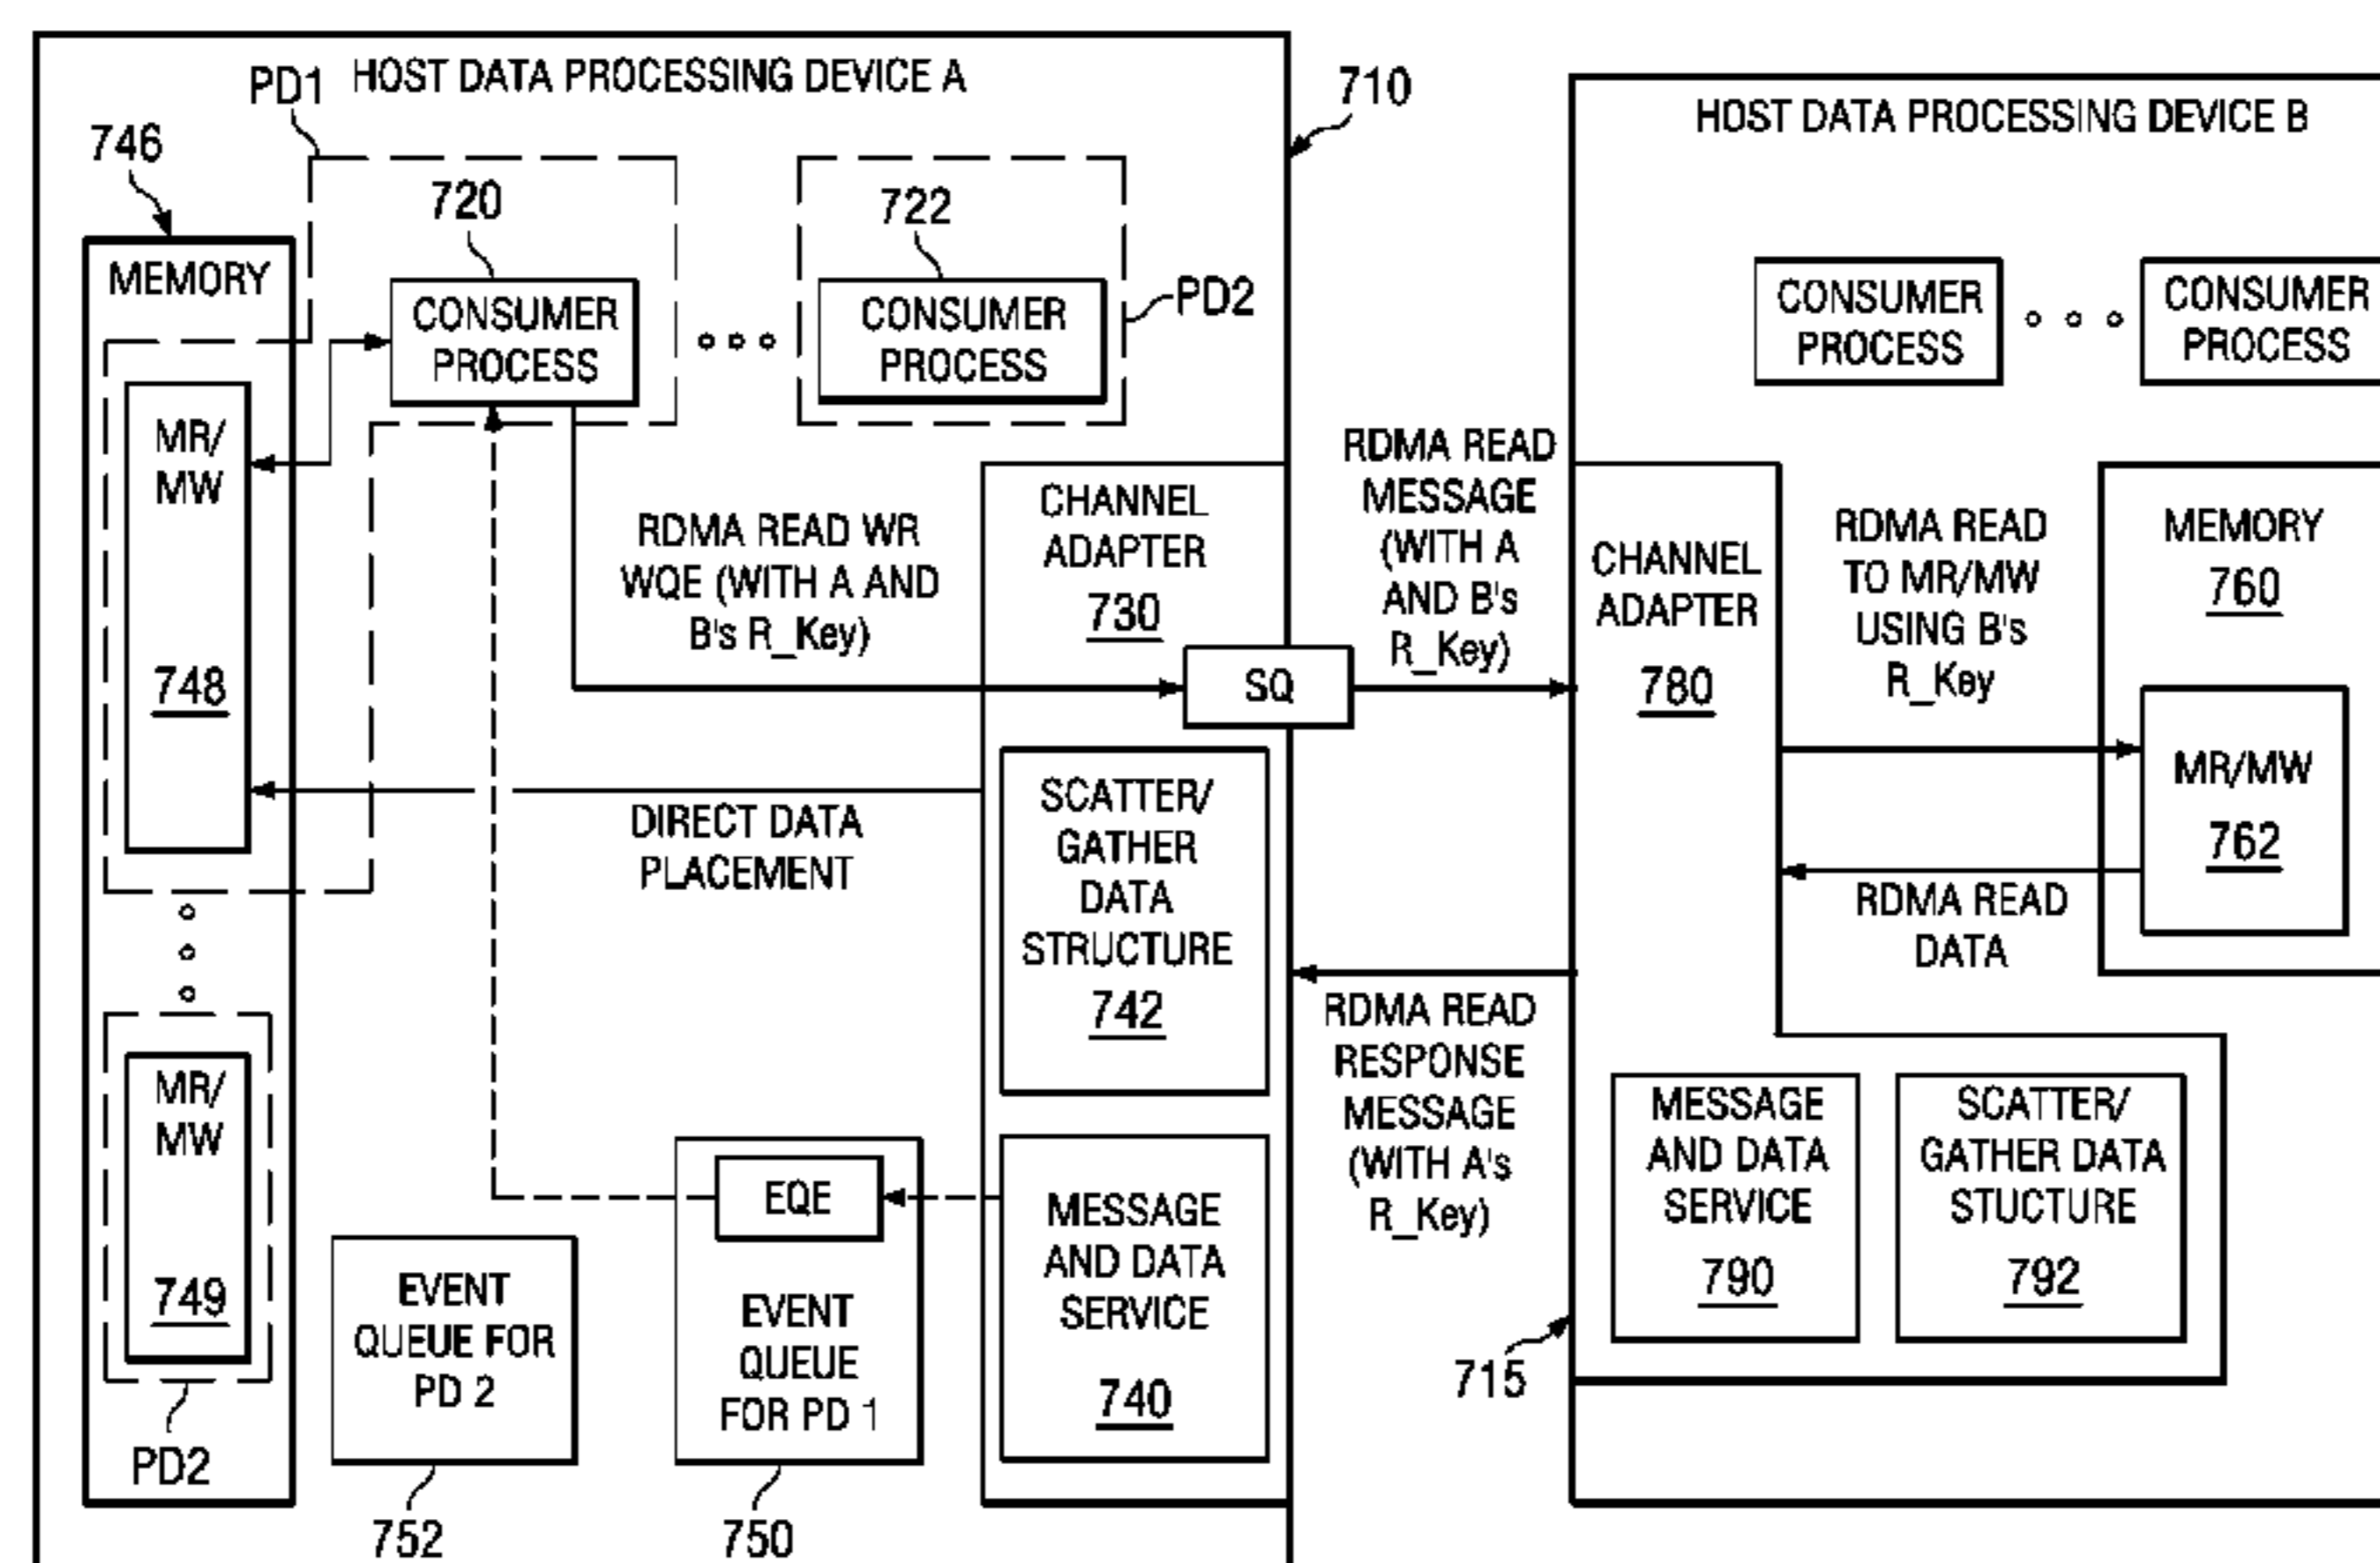 HOST DATA PROCESSING DEVICE A
PD1
710
746
720
722
MEMORY
CONSUMER
PROCESS
CONSUMER
PROCESS
PD2
MR/
MW
748
RDMA READ WR
WQE (WITH A AND
B's R_Key)
CHANNEL
ADAPTER
730
SQ
DIRECT DATA
PLACEMENT
SCATTER/
GATHER
DATA
STRUCTURE
742
MR/
MW
749
PD2
EVENT
QUEUE FOR
PD 2
752
EQE
EVENT
QUEUE
FOR PD 1
750
MESSAGE
AND DATA
SERVICE
740
RDMA READ
MESSAGE
(WITH A
AND B's
R_Key)
RDMA READ
RESPONSE
MESSAGE
(WITH A's
R_Key)
715
HOST DATA PROCESSING DEVICE B
CONSUMER
PROCESS
CONSUMER
PROCESS
CHANNEL
ADAPTER
780
RDMA READ
TO MR/MW
USING B's
R_Key
MEMORY
760
MR/MW
762
RDMA READ
DATA
MESSAGE
AND DATA
SERVICE
790
SCATTER/
GATHER DATA
STUCTURE
792